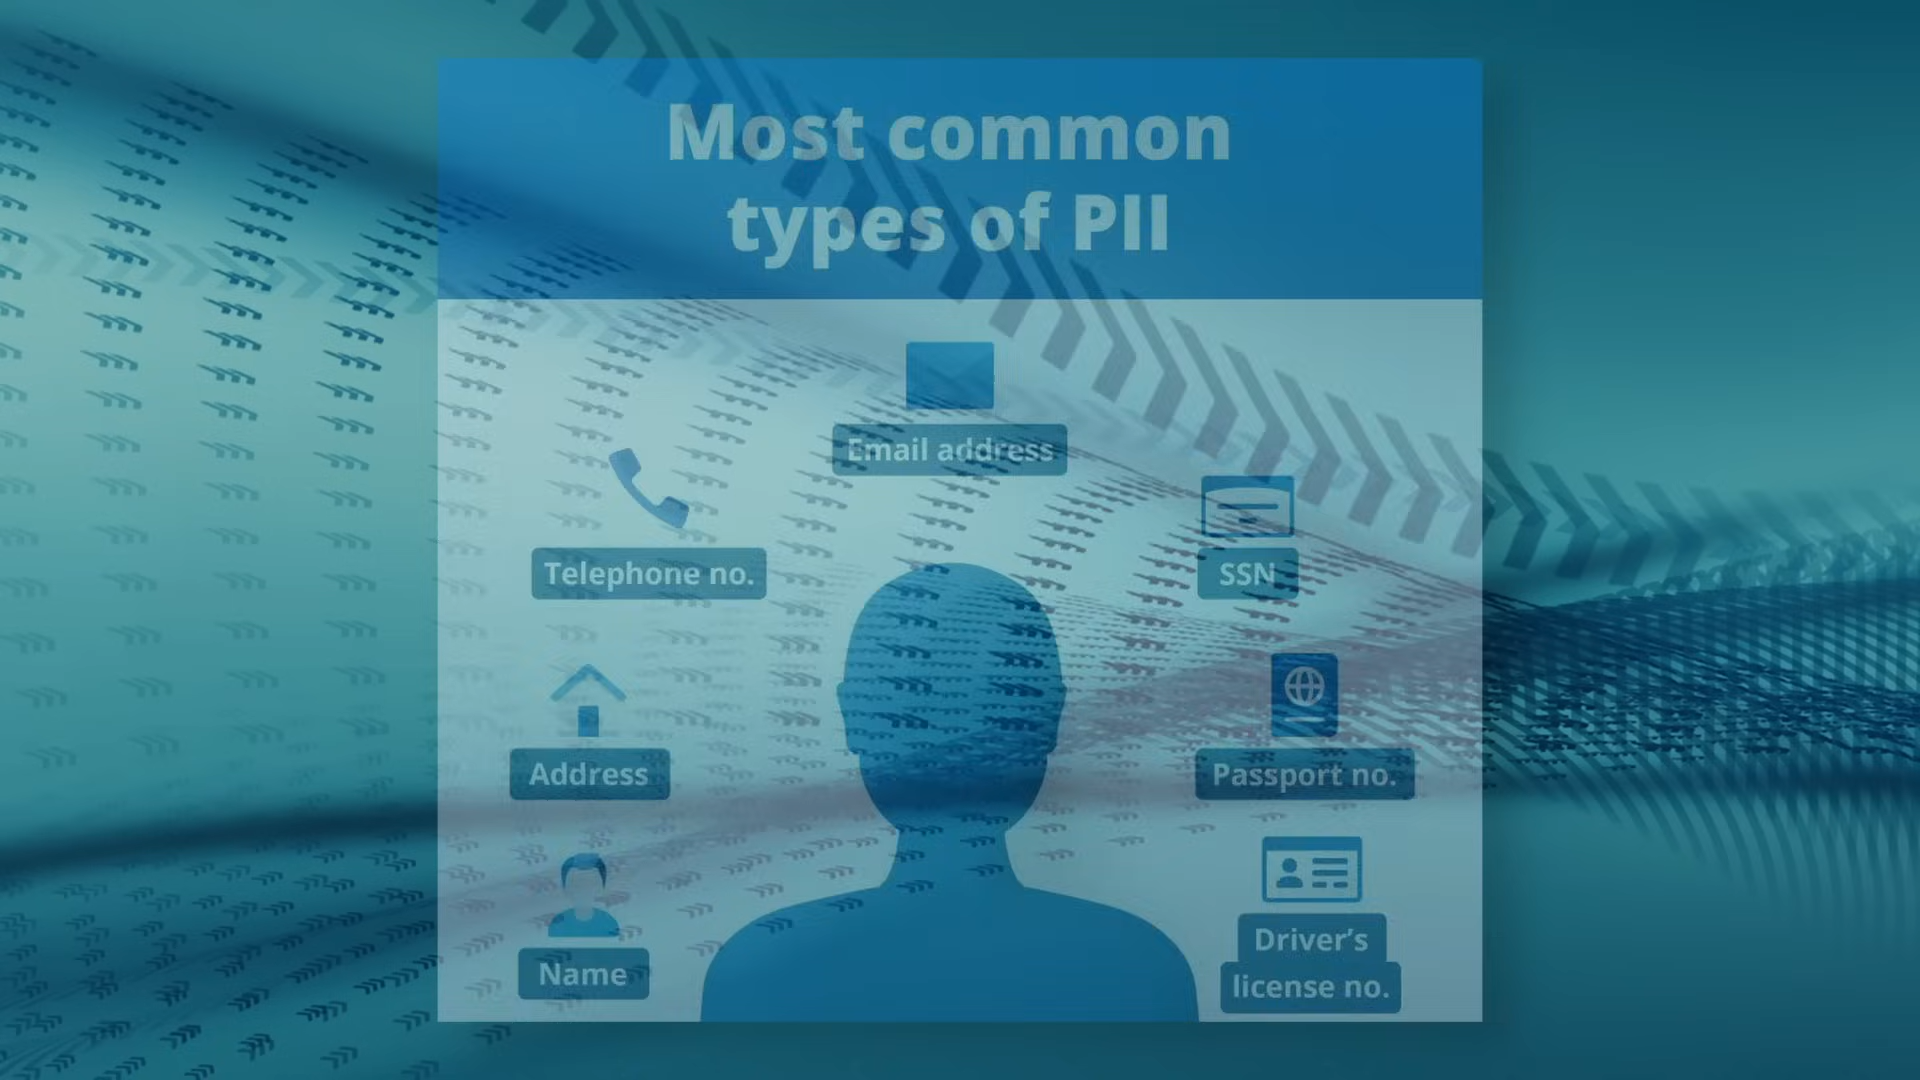 Most common
types of PII
Email address
Telephone no.
SSN
Address
Passport no.
Name
Driver’s
license no.